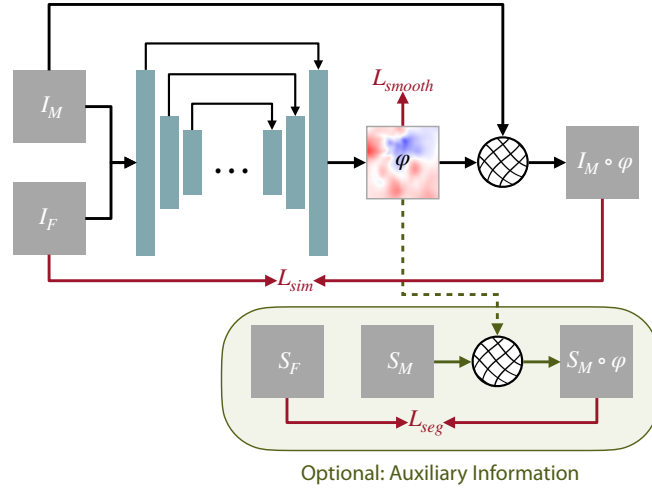 L_smooth
I_M
φ
I_M ∘ φ
...
I_F
L_sim
S_F
S_M
S_M ∘ φ
L_seg
Optional: Auxiliary Information